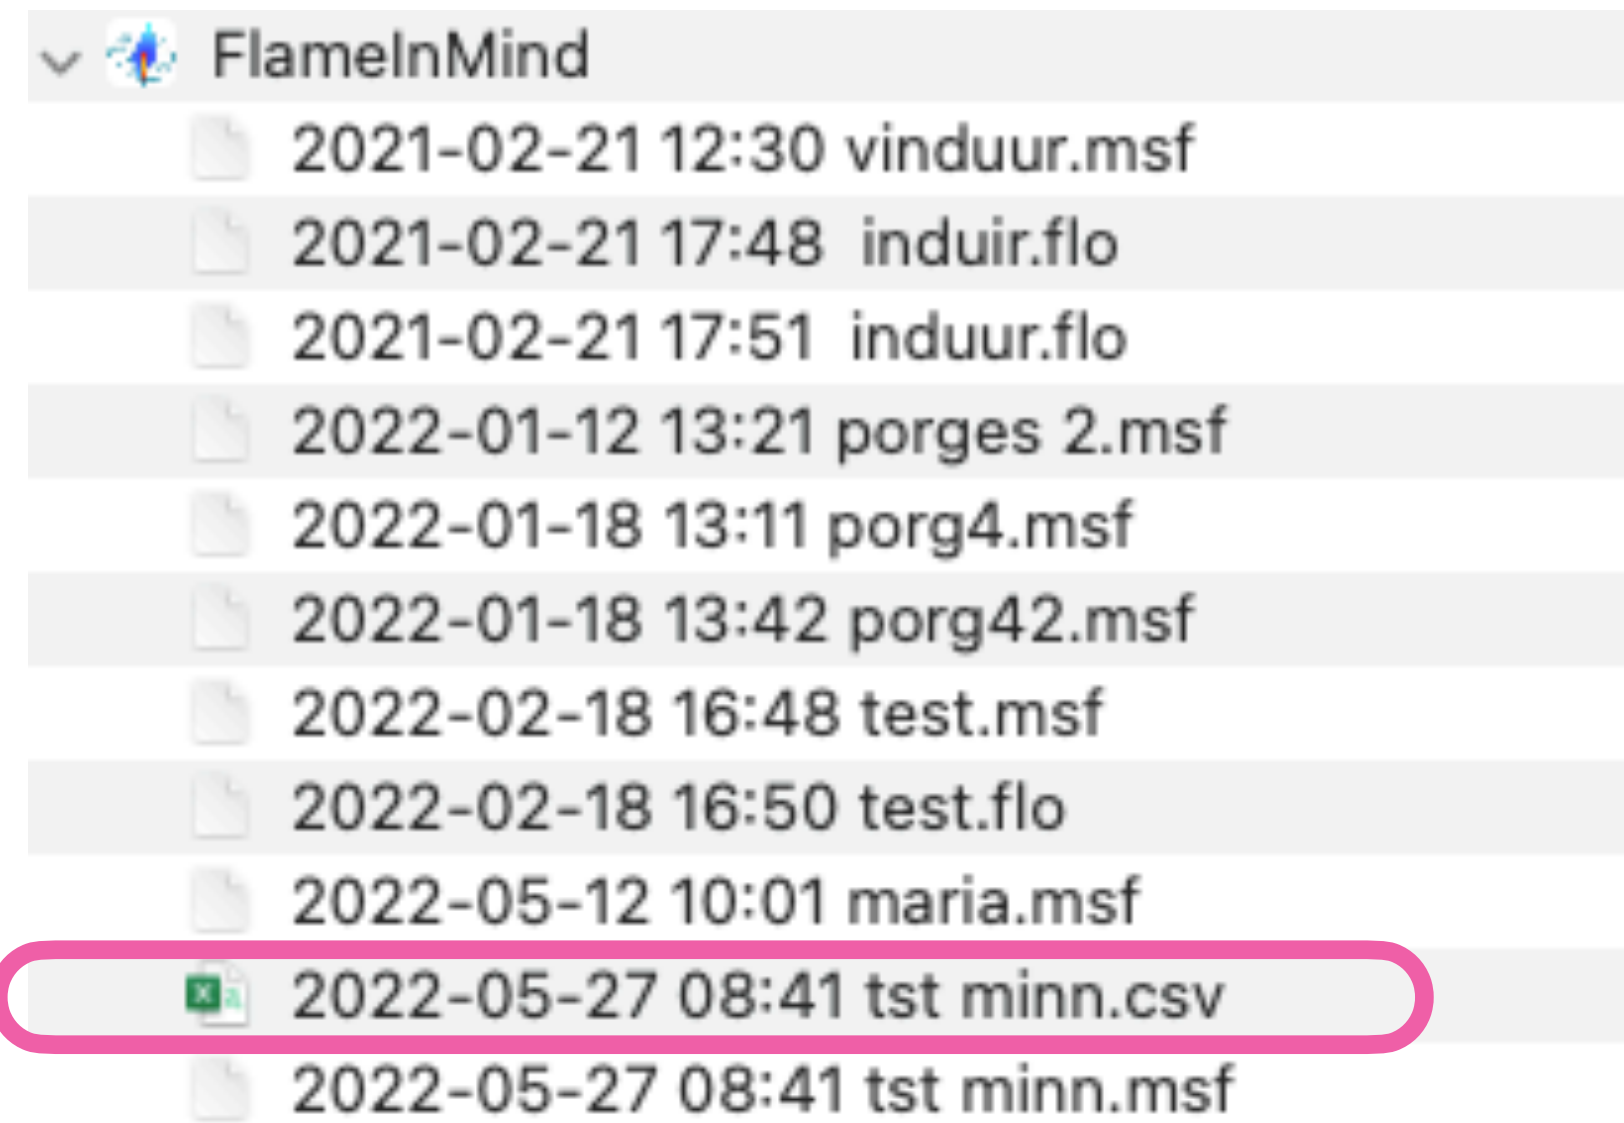 FlameInMind
2021-02-21 12:30 vinduur.msf
2021-02-21 17:48  induir.flo
2021-02-21 17:51  induur.flo
2022-01-12 13:21 porges 2.msf
2022-01-18 13:11 porg4.msf
2022-01-18 13:42 porg42.msf
2022-02-18 16:48 test.msf
2022-02-18 16:50 test.flo
2022-05-12 10:01 maria.msf
X a
2022-05-27 08:41 tst minn.csv
2022-05-27 08:41 tst minn.msf